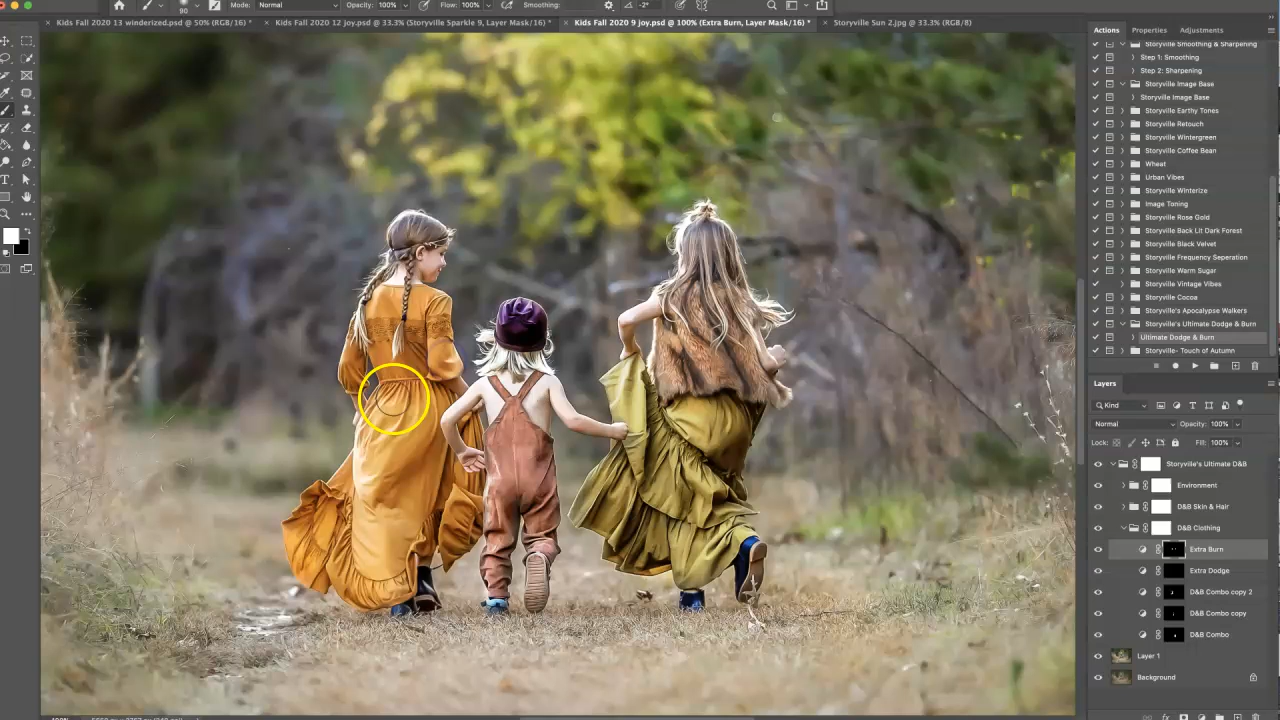 90
Mode:
Normal
Opacity: 100%
Flow: 100%
Smoothing:
-2°
× Kids Fall 2020 13 winderized.psd @ 50% (RGB/16) *
× Kids Fall 2020 12 joy.psd @ 33.3% (Storyville Sparkle 9, Layer Mask/16) *
× Kids Fall 2020 9 joy.psd @ 100% (Extra Burn, Layer Mask/16) *
× Storyville Sun 2.jpg @ 33.3% (RGB/8)
Actions
Properties
Adjustments
Storyville Smoothing & Sharpening
Step 1: Smoothing
Step 2: Sharpening
Storyville Image Base
Storyville Image Base
Storyville Earthy Tones
Storyville Retouch
Storyville Wintergreen
Storyville Coffee Bean
Wheat
Urban Vibes
Storyville Winterize
Image Toning
Storyville Rose Gold
Storyville Back Lit Dark Forest
Storyville Black Velvet
Storyville Frequency Seperation
Storyville Warm Sugar
Storyville Vintage Vibes
Storyville Cocoa
Storyville's Apocalypse Walkers
Storyville's Ultimate Dodge & Burn
Ultimate Dodge & Burn
Storyville- Touch of Autumn
Layers
Kind
Normal
Opacity: 100%
Lock:
Fill: 100%
Storyville's Ultimate D&B
Environment
D&B Skin & Hair
D&B Clothing
Extra Burn
Extra Dodge
D&B Combo copy 2
D&B Combo copy
D&B Combo
Layer 1
Background